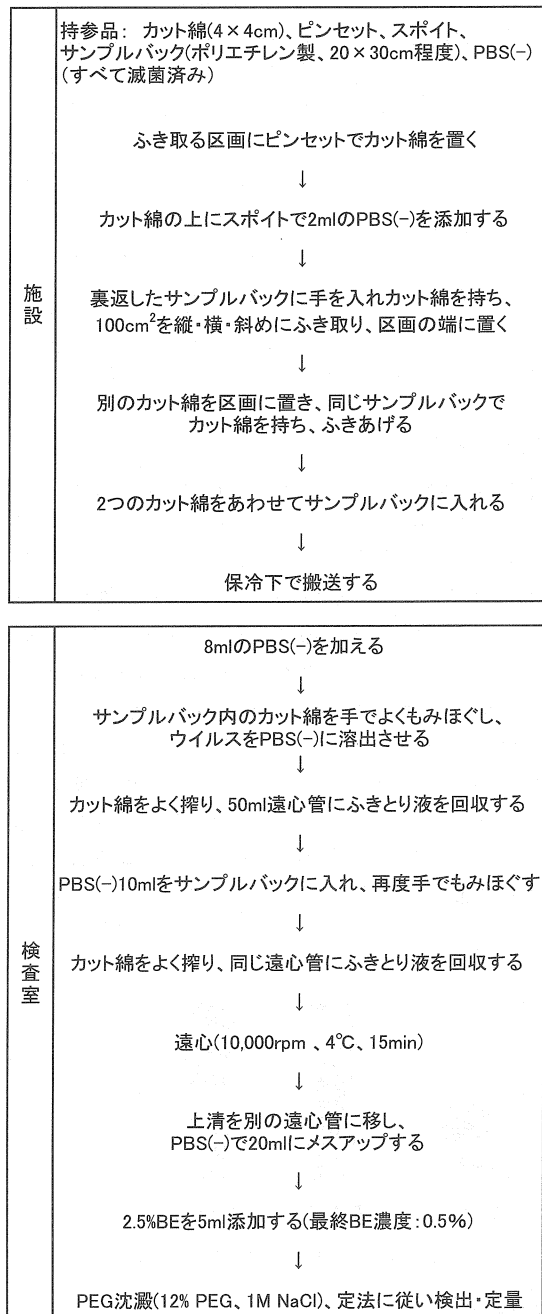 持参品： カット綿(4×4cm)、ピンセット、スポイト、
サンプルバック(ポリエチレン製、20×30cm程度)、PBS(-)
(すべて滅菌済み)
施設
ふき取る区画にピンセットでカット綿を置く
↓
カット綿の上にスポイトで2mlのPBS(-)を添加する
↓
裏返したサンプルバックに手を入れカット綿を持ち、
100cm²を縦・横・斜めにふき取り、区画の端に置く
↓
別のカット綿を区画に置き、同じサンプルバックで
カット綿を持ち、ふきあげる
↓
2つのカット綿をあわせてサンプルバックに入れる
↓
保冷下で搬送する
検査室
8mlのPBS(-)を加える
↓
サンプルバック内のカット綿を手でよくもみほぐし、
ウイルスをPBS(-)に溶出させる
↓
カット綿をよく搾り、50ml遠心管にふきとり液を回収する
↓
PBS(-)10mlをサンプルバックに入れ、再度手でもみほぐす
↓
カット綿をよく搾り、同じ遠心管にふきとり液を回収する
↓
遠心(10,000rpm 、4℃、15min)
↓
上清を別の遠心管に移し、
PBS(-)で20mlにメスアップする
↓
2.5%BEを5ml添加する(最終BE濃度:0.5%)
↓
PEG沈澱(12% PEG、1M NaCl)、定法に従い検出・定量